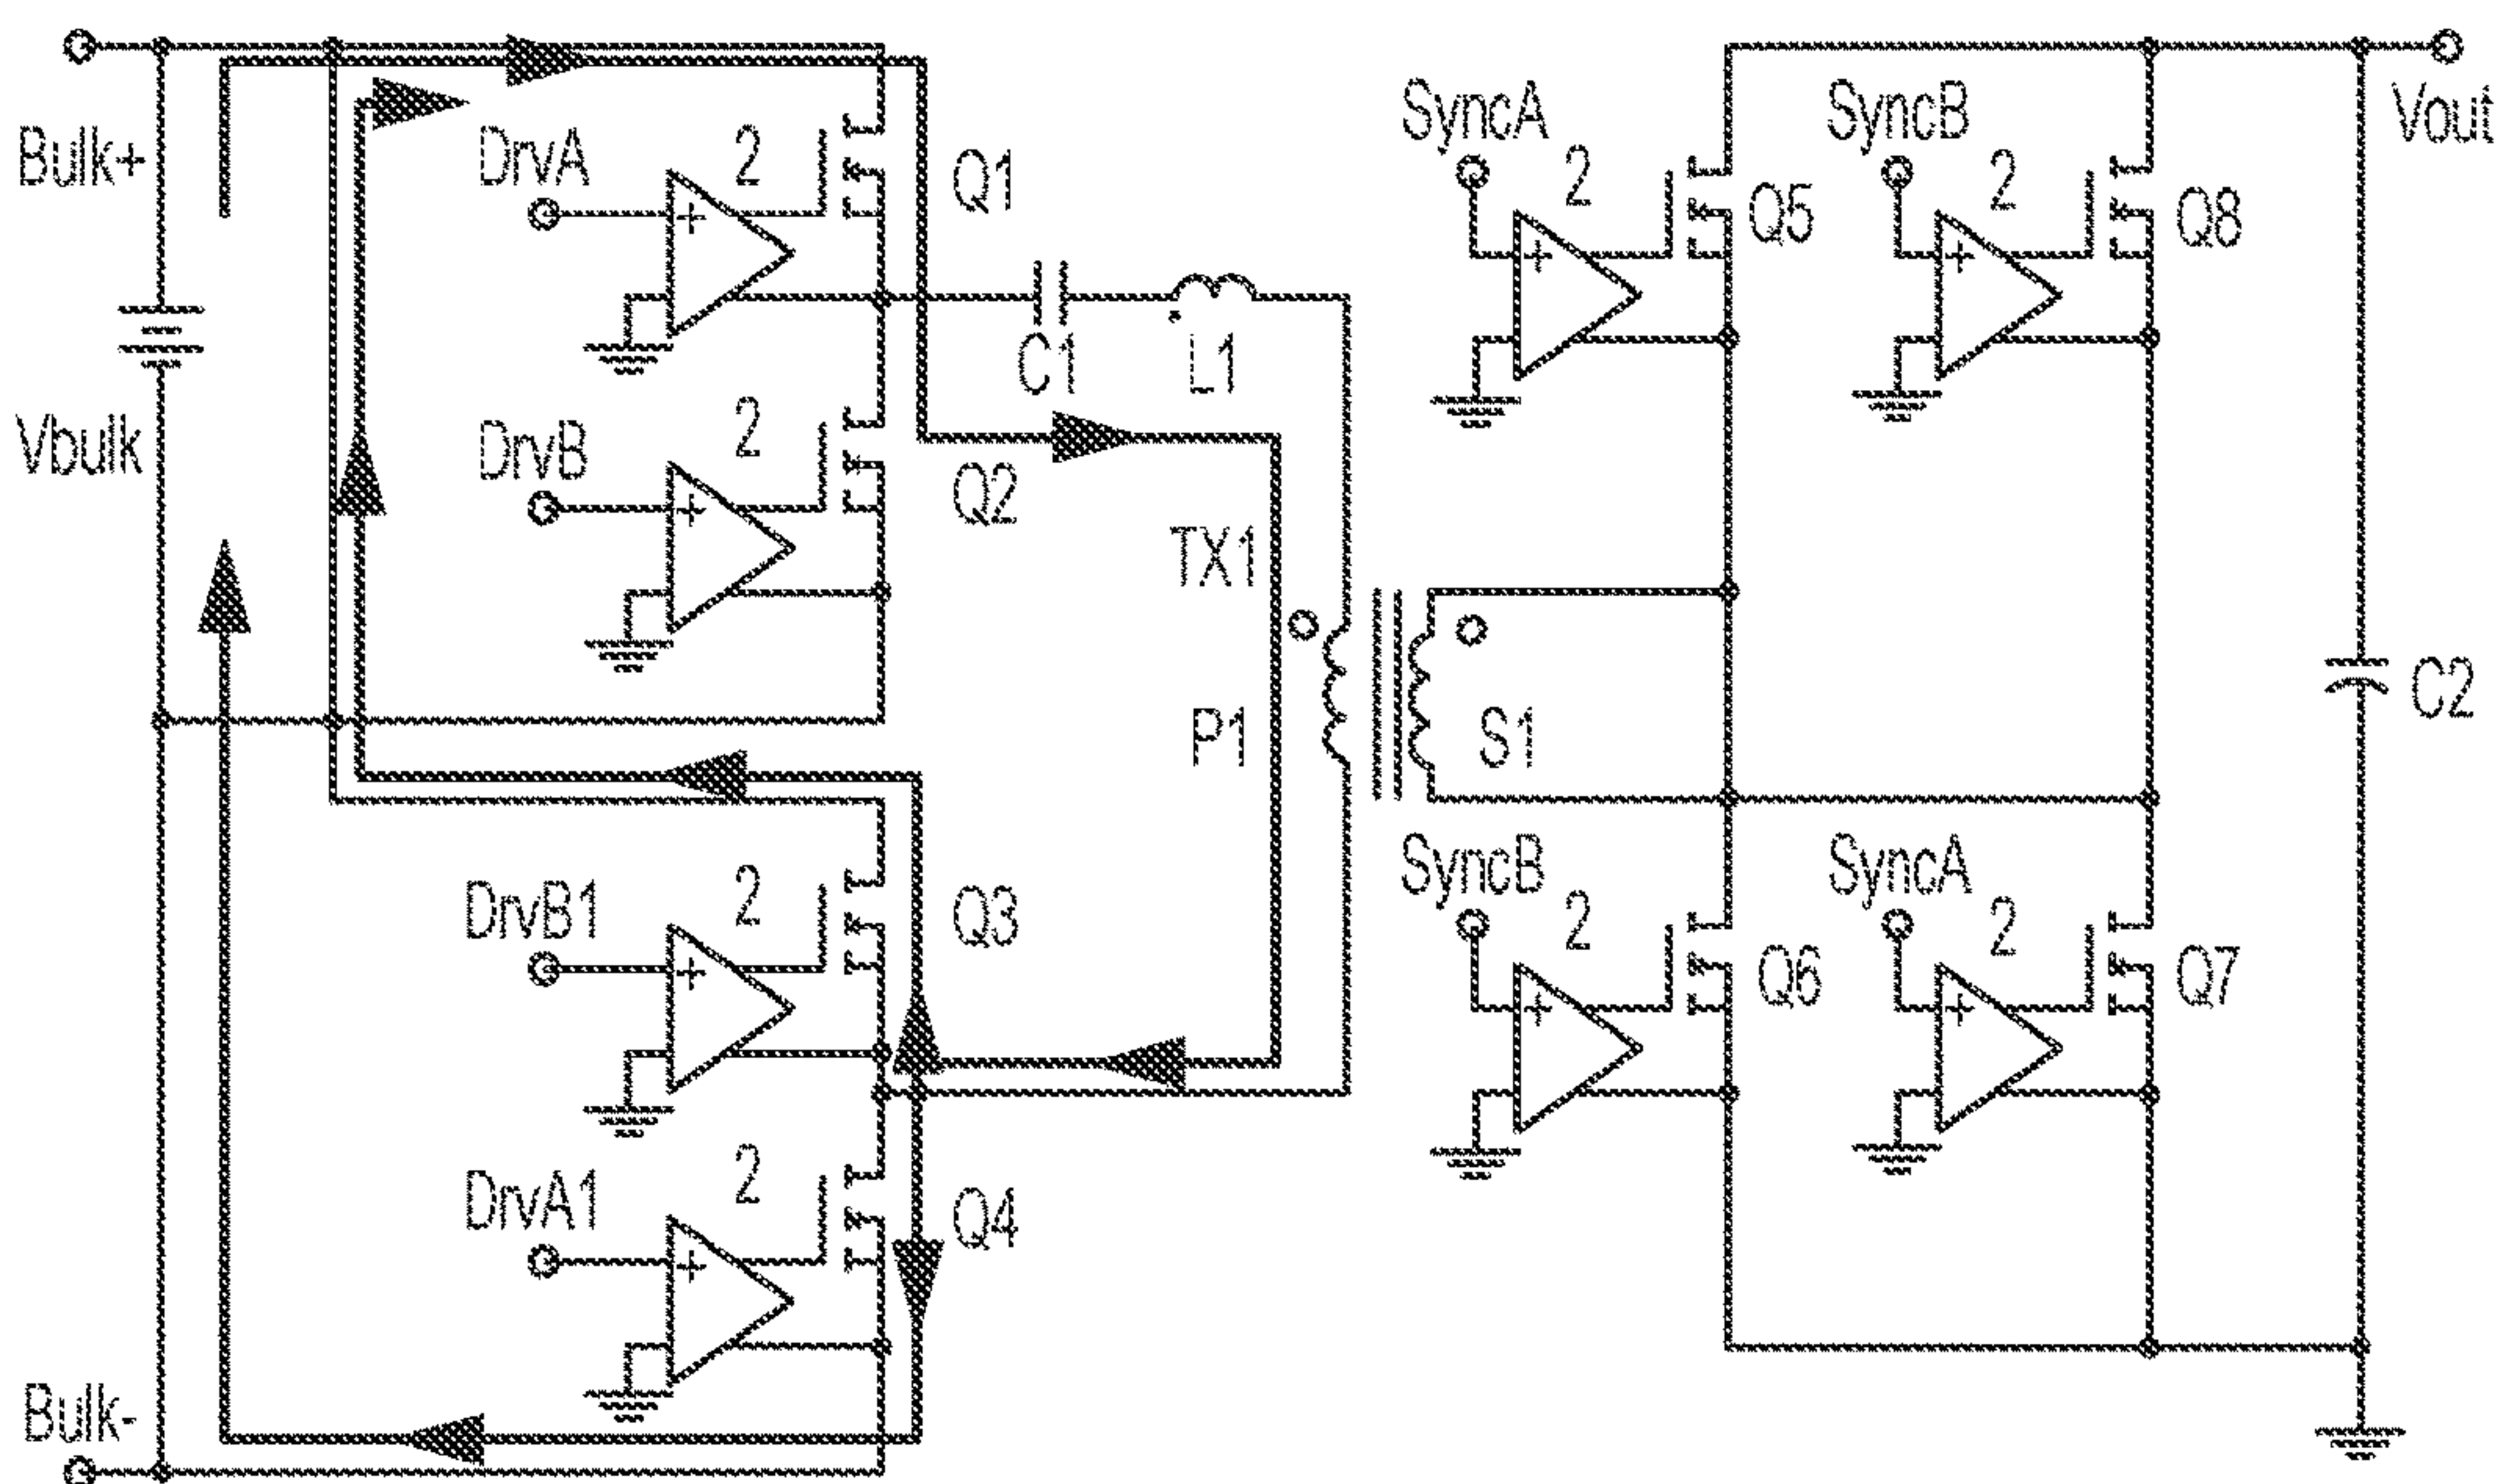 Bulk+
Vbulk
Bulk-
DrvA
2
Q1
DrvB
2
Q2
C1
L1
TX1
P1
S1
DrvB1
2
Q3
DrvA1
2
Q4
SyncA
2
Q5
SyncB
2
Q8
Vout
C2
SyncB
2
Q6
SyncA
2
Q7